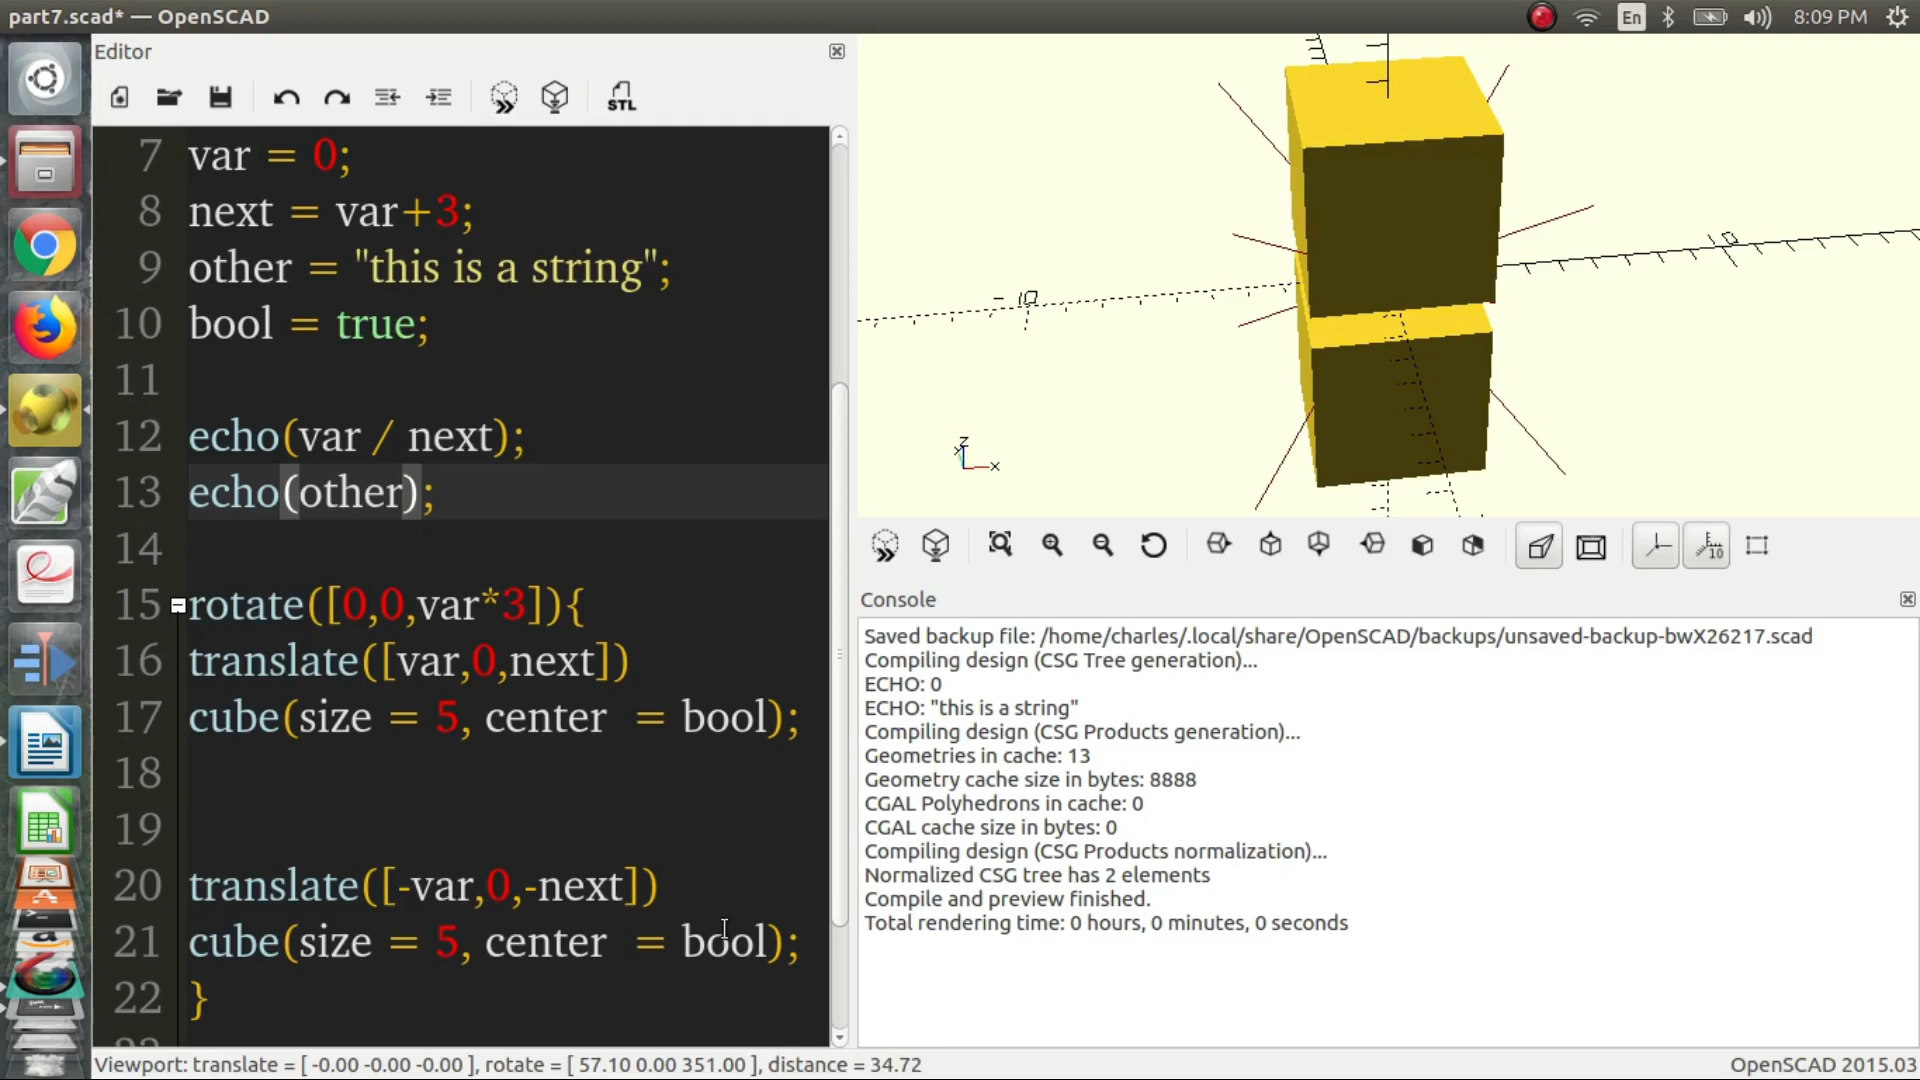 part7.scad* — OpenSCAD
En
8:09 PM
Editor
STL
7 var = 0;
8 next = var+3;
9 other = "this is a string";
10 bool = true;
11
12 echo(var / next);
13 echo(other);
14
15 rotate([0,0,var*3]){
16 translate([var,0,next])
17 cube(size = 5, center  = bool);
18
19
20 translate([-var,0,-next])
21 cube(size = 5, center  = bool);
22 }
-10
10
z
x
10
Console
Saved backup file: /home/charles/.local/share/OpenSCAD/backups/unsaved-backup-bwX26217.scad
Compiling design (CSG Tree generation)...
ECHO: 0
ECHO: "this is a string"
Compiling design (CSG Products generation)...
Geometries in cache: 13
Geometry cache size in bytes: 8888
CGAL Polyhedrons in cache: 0
CGAL cache size in bytes: 0
Compiling design (CSG Products normalization)...
Normalized CSG tree has 2 elements
Compile and preview finished.
Total rendering time: 0 hours, 0 minutes, 0 seconds
Viewport: translate = [ -0.00 -0.00 -0.00 ], rotate = [ 57.10 0.00 351.00 ], distance = 34.72
OpenSCAD 2015.03